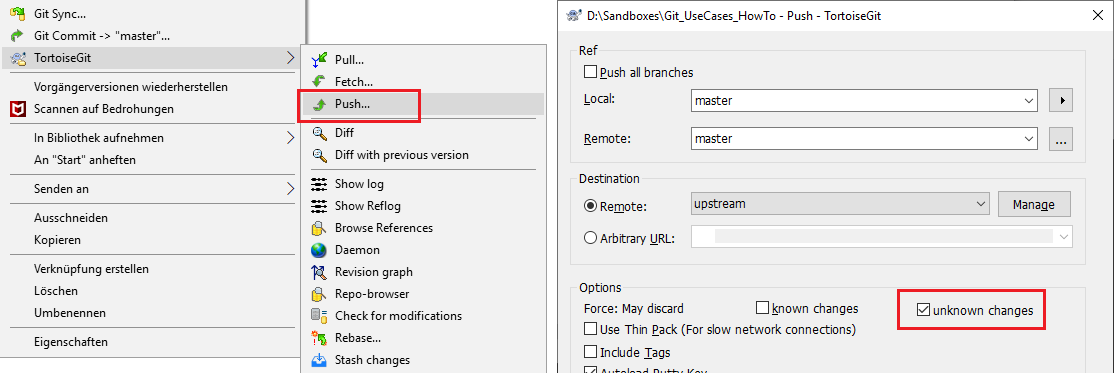 Git Sync...
Git Commit -> "master"...
TortoiseGit
Vorgängerversionen wiederherstellen
Scannen auf Bedrohungen
In Bibliothek aufnehmen
An "Start" anheften
Senden an
Ausschneiden
Kopieren
Verknüpfung erstellen
Löschen
Umbenennen
Eigenschaften
Pull...
Fetch...
Push...
Diff
Diff with previous version
Show log
Show Reflog
Browse References
Daemon
Revision graph
Repo-browser
Check for modifications
Rebase...
Stash changes
D:\Sandboxes\Git_UseCases_HowTo - Push - TortoiseGit
Ref
Push all branches
Local: master
Remote: master ...
Destination
Remote: upstream Manage
Arbitrary URL:
Options
Force: May discard known changes unknown changes
Use Thin Pack (For slow network connections)
Include Tags
Autoload Putty Key